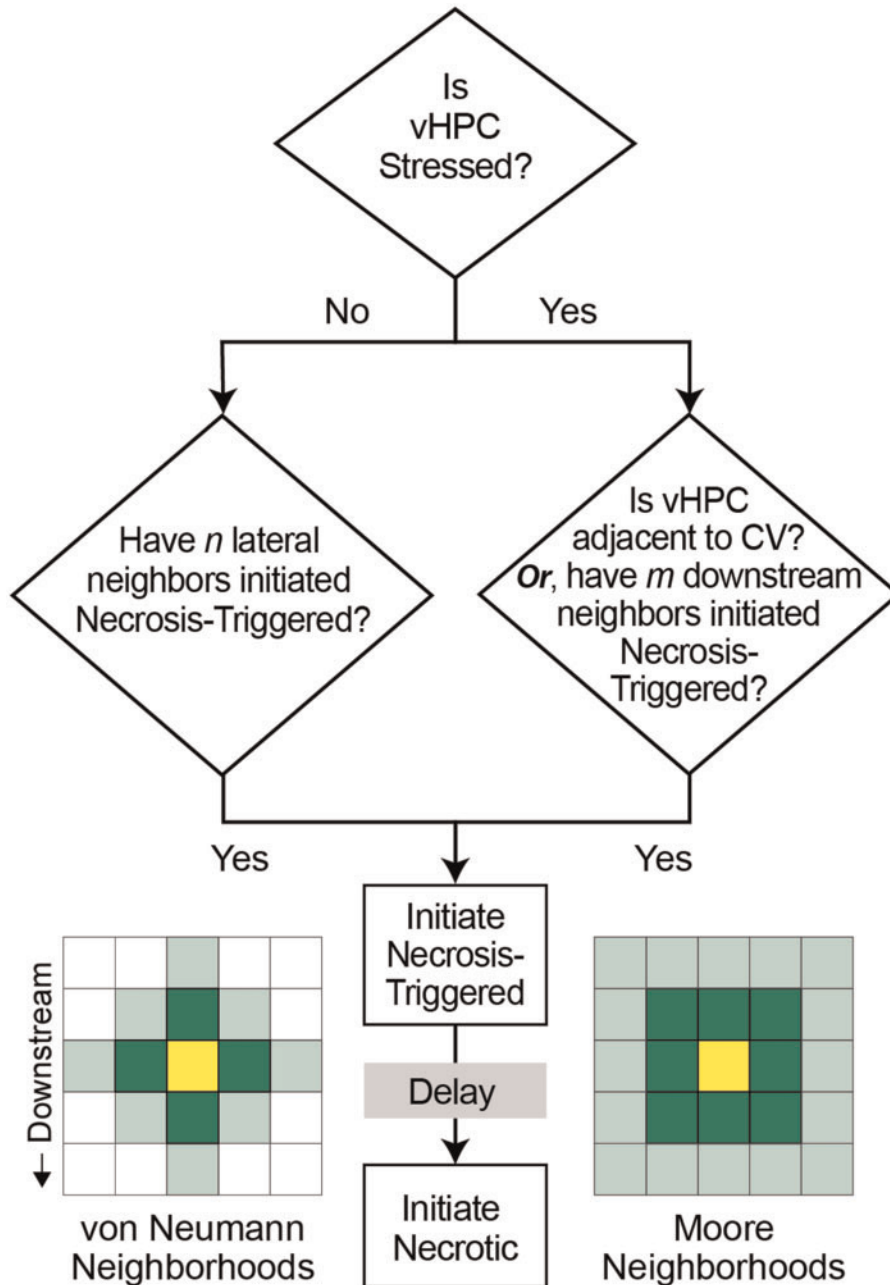 Is
vHPC
Stressed?
No
Yes
Have n lateral
neighbors initiated
Necrosis-Triggered?
Is vHPC
adjacent to CV?
Or, have m downstream
neighbors initiated
Necrosis-
Triggered?
Yes
Yes
Initiate
Necrosis-
Triggered
Delay
Initiate
Necrotic
← Downstream
von Neumann
Neighborhoods
Moore
Neighborhoods